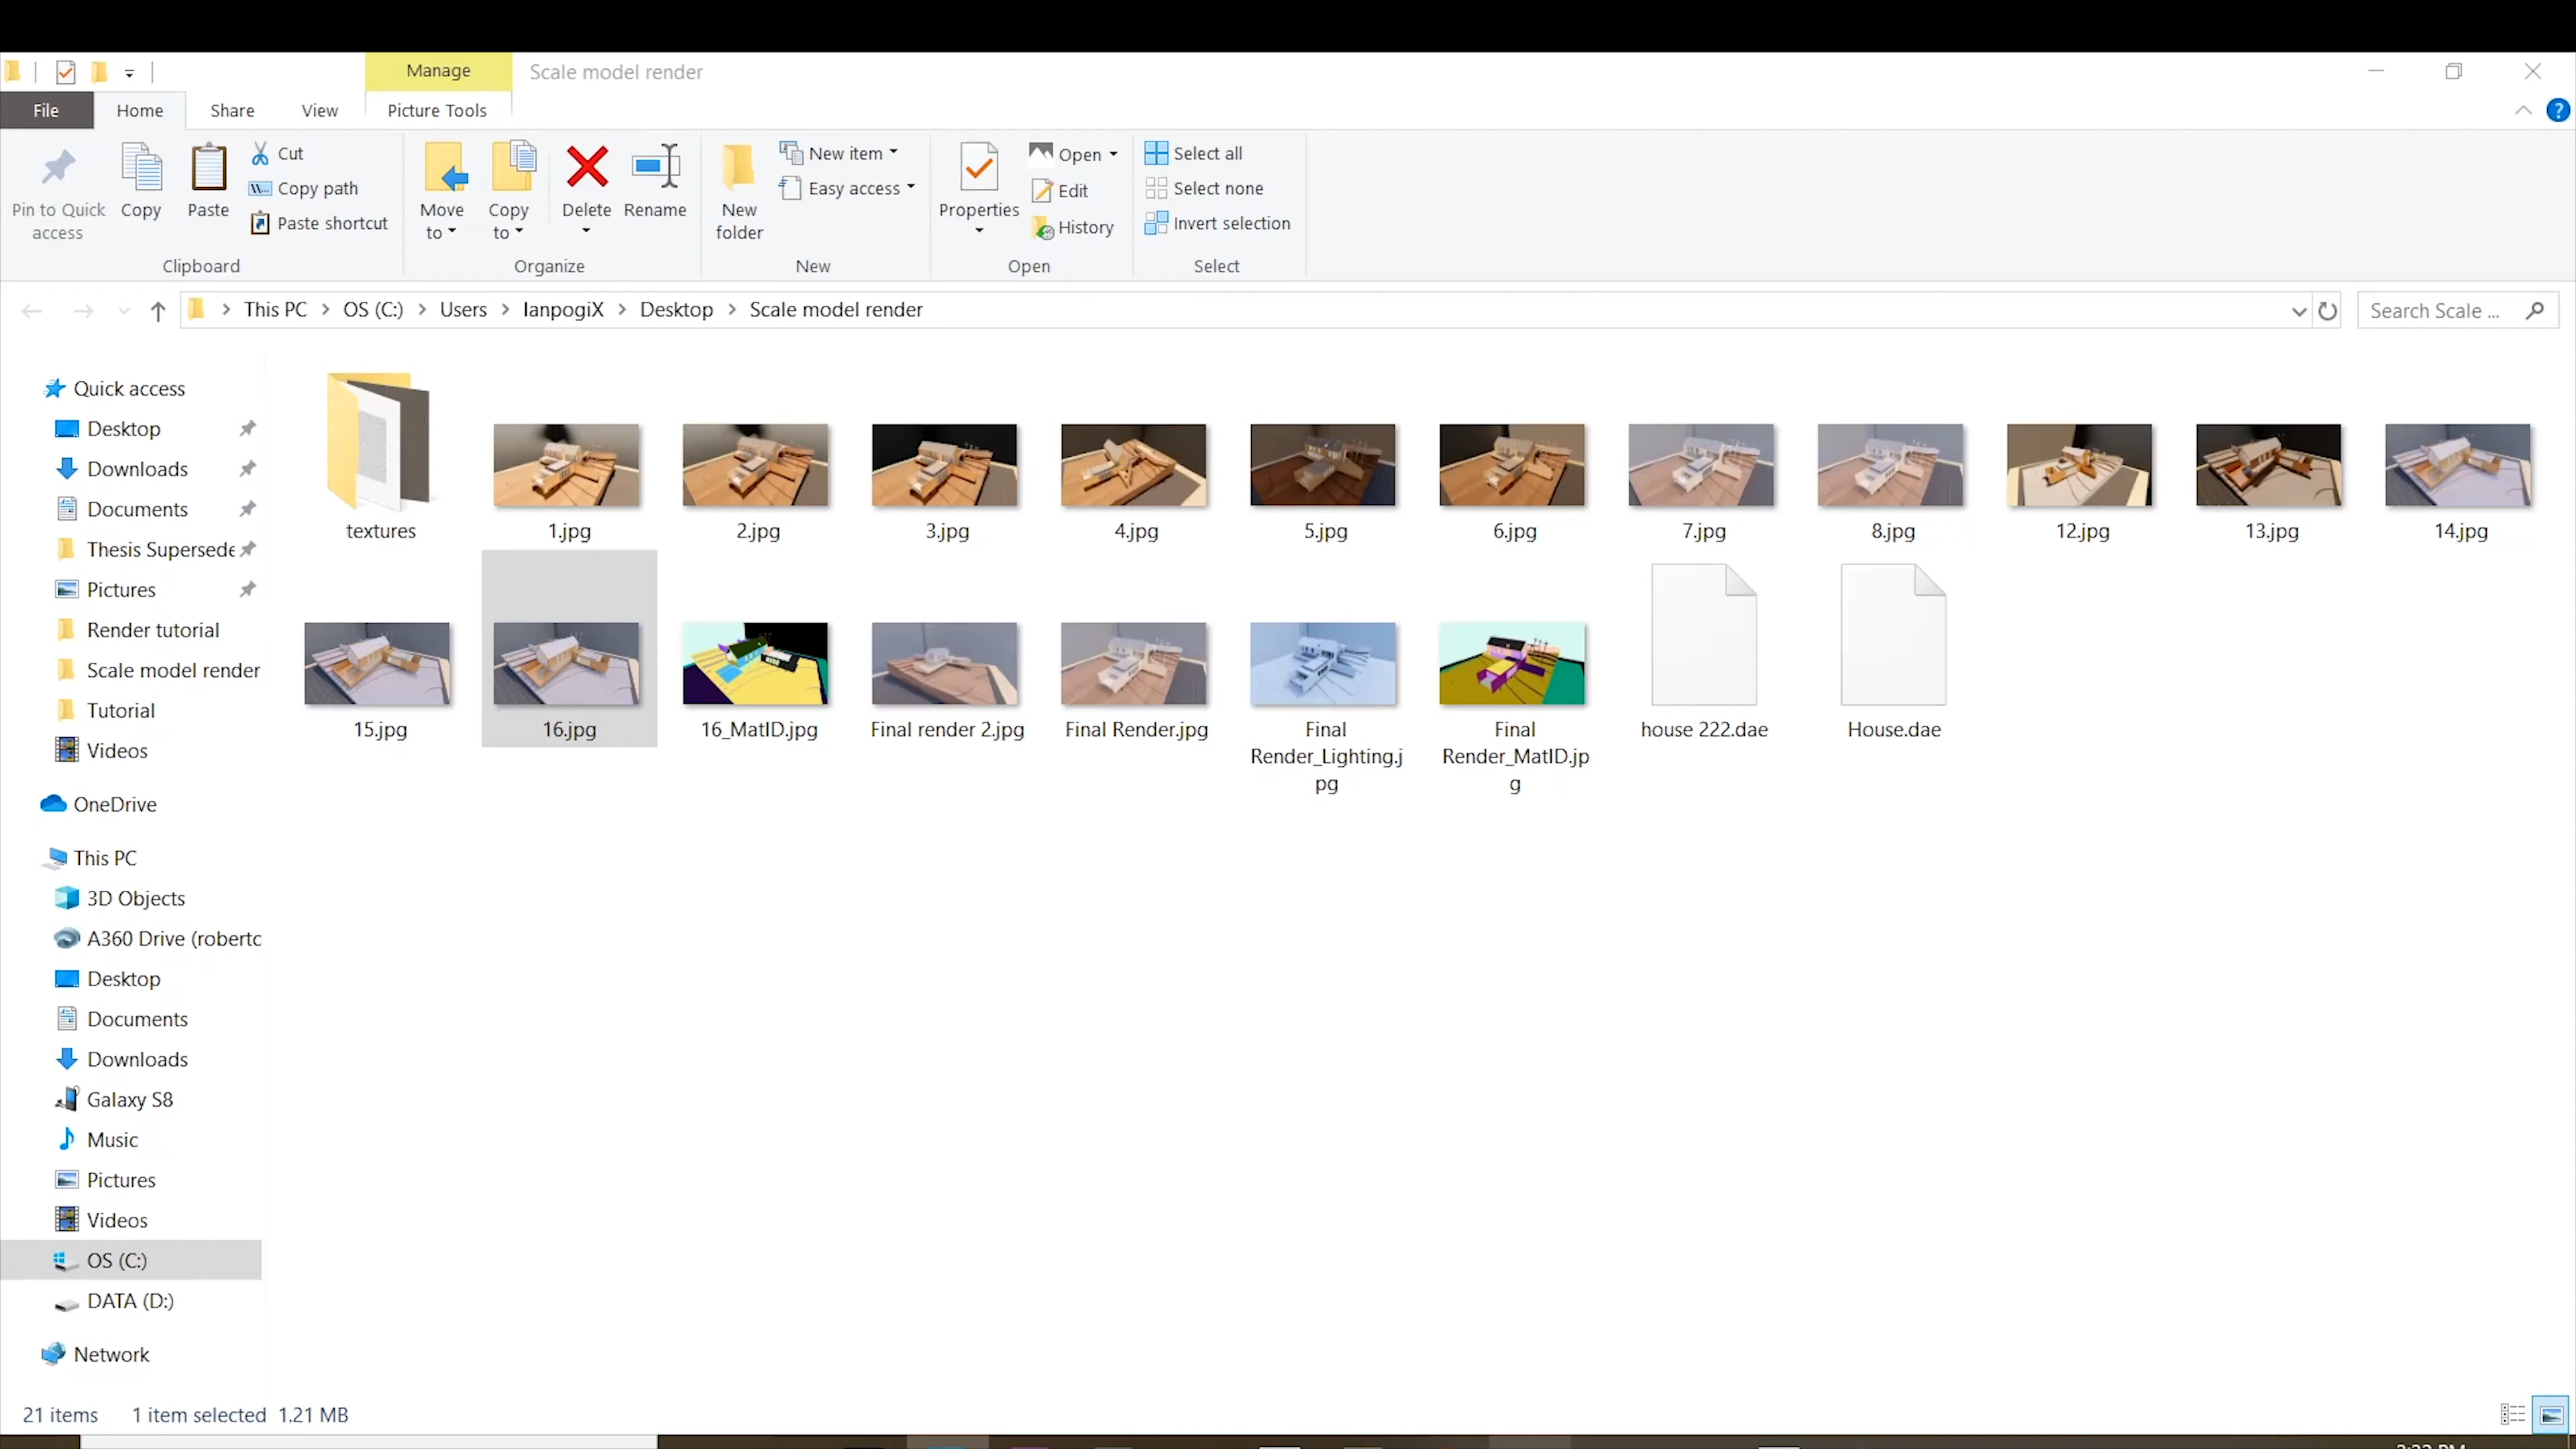 Manage
Scale model render
File
Home
Share
View
Picture Tools
Pin to Quick access
Copy
Paste
Cut
Copy path
Paste shortcut
Clipboard
Move to
Copy to
Delete
Rename
Organize
New folder
New item
Easy access
New
Properties
Open
Edit
History
Open
Select all
Select none
Invert selection
Select
This PC > OS (C:) > Users > IanpogiX > Desktop > Scale model render
Search Scale ...
Quick access
Desktop
Downloads
Documents
Thesis Supersede
Pictures
Render tutorial
Scale model render
Tutorial
Videos
OneDrive
This PC
3D Objects
A360 Drive (robertc
Desktop
Documents
Downloads
Galaxy S8
Music
Pictures
Videos
OS (C:)
DATA (D:)
Network
textures
1.jpg
2.jpg
3.jpg
4.jpg
5.jpg
6.jpg
7.jpg
8.jpg
12.jpg
13.jpg
14.jpg
15.jpg
16.jpg
16_MatID.jpg
Final render 2.jpg
Final Render.jpg
Final
Render_Lighting.j
pg
Final
Render_MatID.jp
g
house 222.dae
House.dae
21 items
1 item selected 1.21 MB